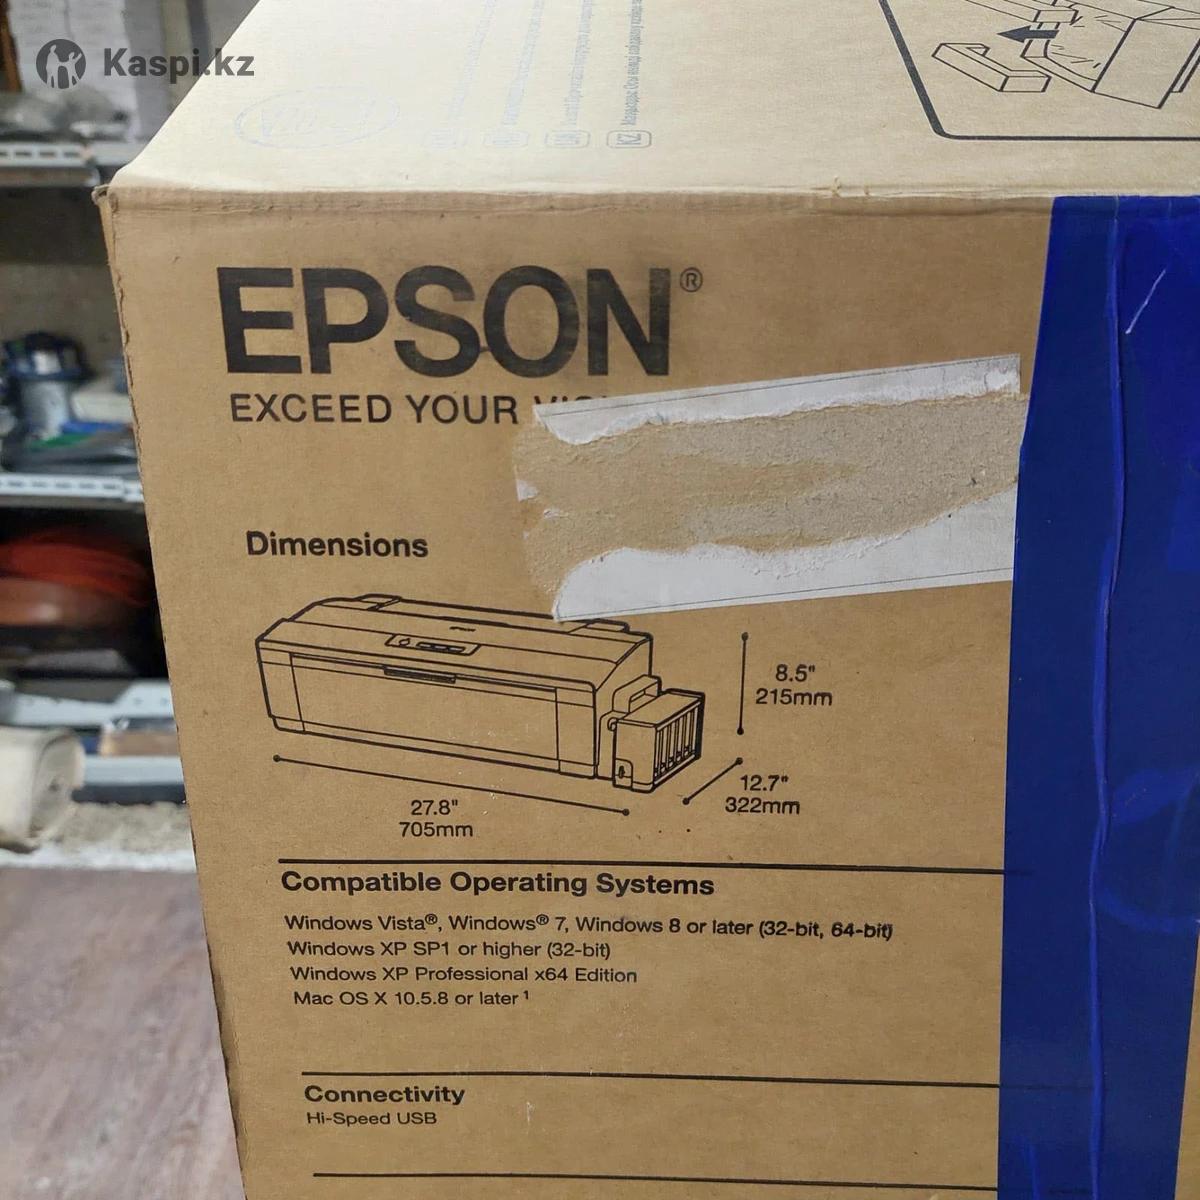 Kaspi.kz
KZ
EPSON®
EXCEED YOUR
Dimensions
EPSON
8.5"
215mm
12.7"
322mm
27.8"
705mm
Compatible Operating Systems
Windows Vista®, Windows® 7, Windows 8 or later (32-bit, 64-bit)
Windows XP SP1 or higher (32-bit)
Windows XP Professional x64 Edition
Mac OS X 10.5.8 or later ¹
Connectivity
Hi-Speed USB